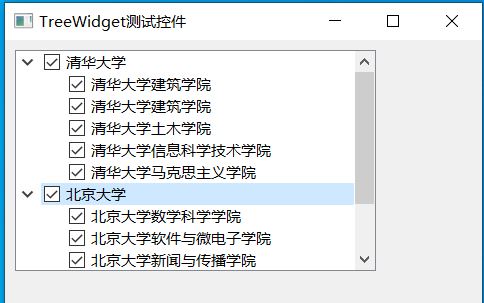 TreeWidget测试控件
清华大学
清华大学建筑学院
清华大学建筑学院
清华大学土木学院
清华大学信息科学技术学院
清华大学马克思主义学院
北京大学
北京大学数学科学学院
北京大学软件与微电子学院
北京大学新闻与传播学院